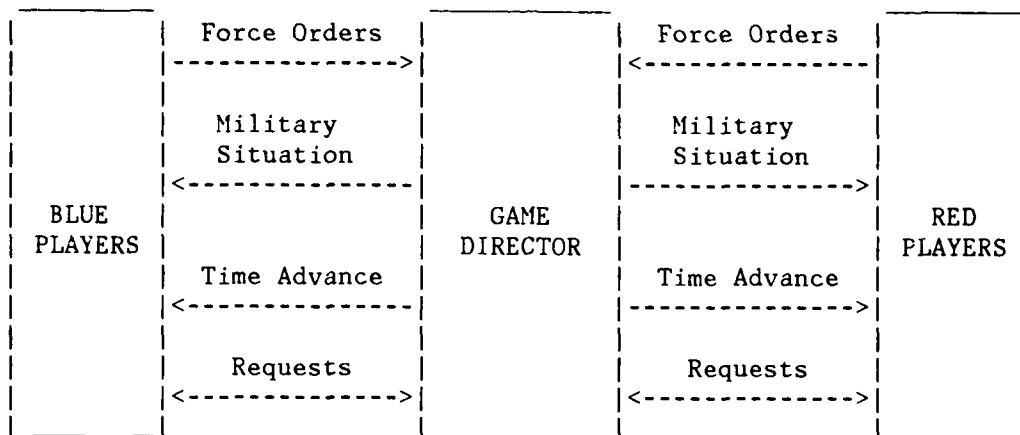 Force Orders Force Orders
Military Military
Situation Situation
BLUE GAME RED
PLAYERS DIRECTOR PLAYERS
Time Advance Time Advance
Requests Requests